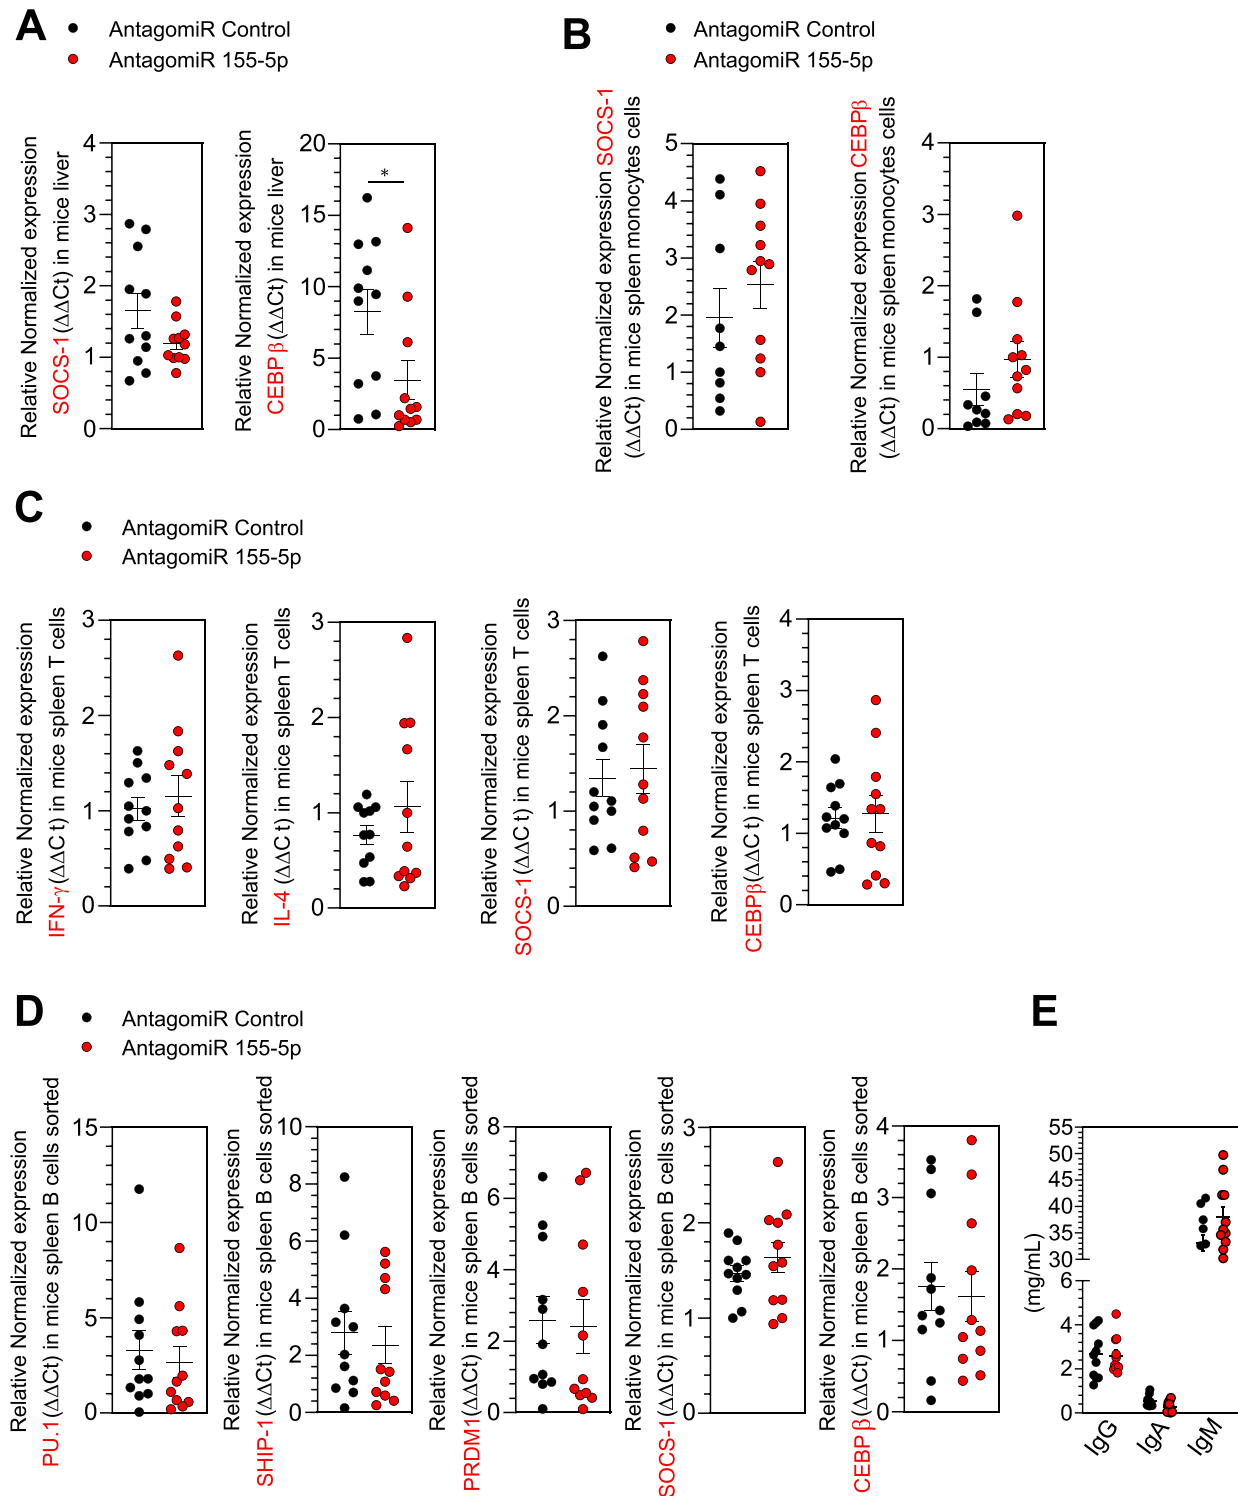 A
AntagomiR Control
AntagomiR 155-5p
Relative Normalized expression
SOCS-1 (ΔΔCt) in mice liver
4
3
2
1
0
Relative Normalized expression
CEBP β (ΔΔCt) in mice liver
20
15
10
5
0
*
B
AntagomiR Control
AntagomiR 155-5p
Relative Normalized expression SOCS-1
(ΔΔCt) in mice spleen monocytes cells
5
4
3
2
1
0
Relative Normalized expression CEBPβ
(ΔΔCt) in mice spleen monocytes cells
4
3
2
1
0
C
AntagomiR Control
AntagomiR 155-5p
Relative Normalized expression
IFN-γ (ΔΔC t) in mice spleen T cells
3
2
1
0
Relative Normalized expression
IL-4 (ΔΔC t) in mice spleen T cells
3
2
1
0
Relative Normalized expression
SOCS-1 (ΔΔC t) in mice spleen T cells
3
2
1
0
Relative Normalized expression
CEBPβ (ΔΔC t) in mice spleen T cells
4
3
2
1
0
D
AntagomiR Control
AntagomiR 155-5p
Relative Normalized expression
PU.1 (ΔΔCt) in mice spleen B cells sorted
15
10
5
0
Relative Normalized expression
SHIP-1 (ΔΔCt) in mice spleen B cells sorted
10
8
6
4
2
0
Relative Normalized expression
PRDM1 (ΔΔCt) in mice spleen B cells sorted
8
6
4
2
0
Relative Normalized expression
SOCS-1 (ΔΔCt) in mice spleen B cells sorted
3
2
1
0
Relative Normalized expression
CEBP β (ΔΔCt) in mice spleen B cells sorted
4
3
2
1
0
E
(mg/mL)
55
50
45
40
35
30
6
4
2
0
IgG
IgA
IgM